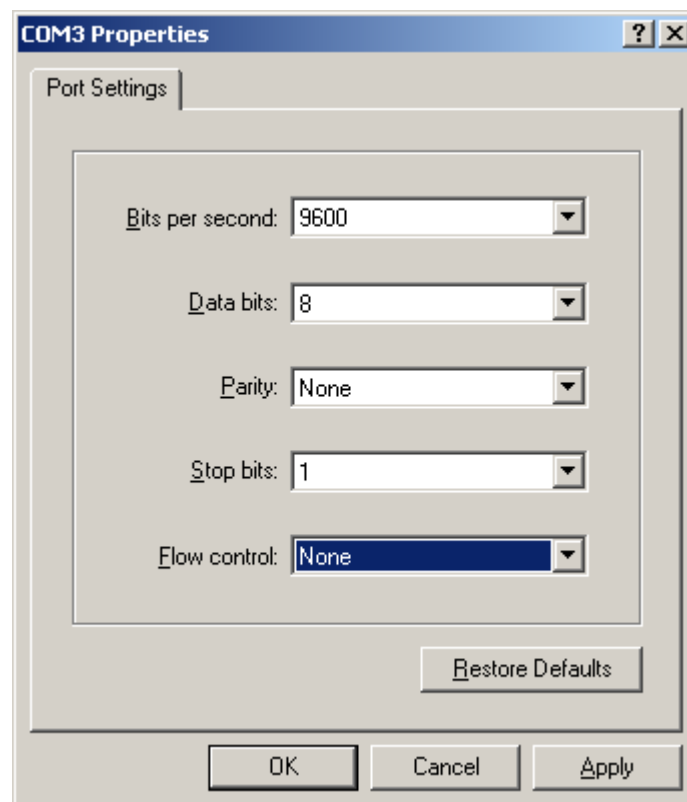 COM3 Properties
Port Settings
Bits per second: 9600
Data bits: 8
Parity: None
Stop bits: 1
Flow control: None
Restore Defaults
OK Cancel Apply